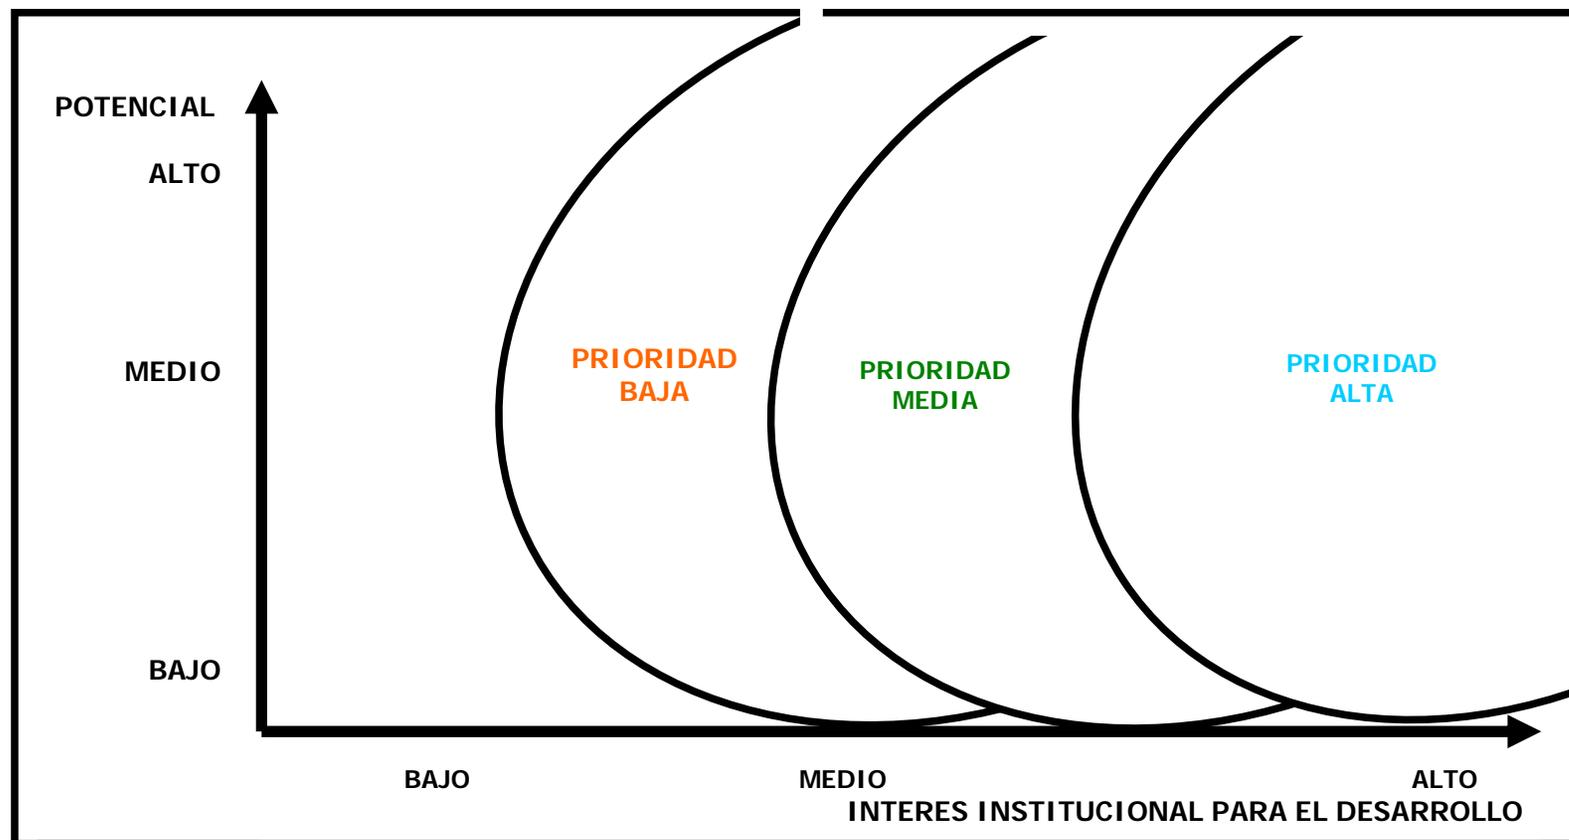 POTENCIAL
ALTO
MEDIO
BAJO
PRIORIDAD
BAJA
PRIORIDAD
MEDIA
PRIORIDAD
ALTA
BAJO
MEDIO
ALTO
INTERES INSTITUCIONAL PARA EL DESARROLLO